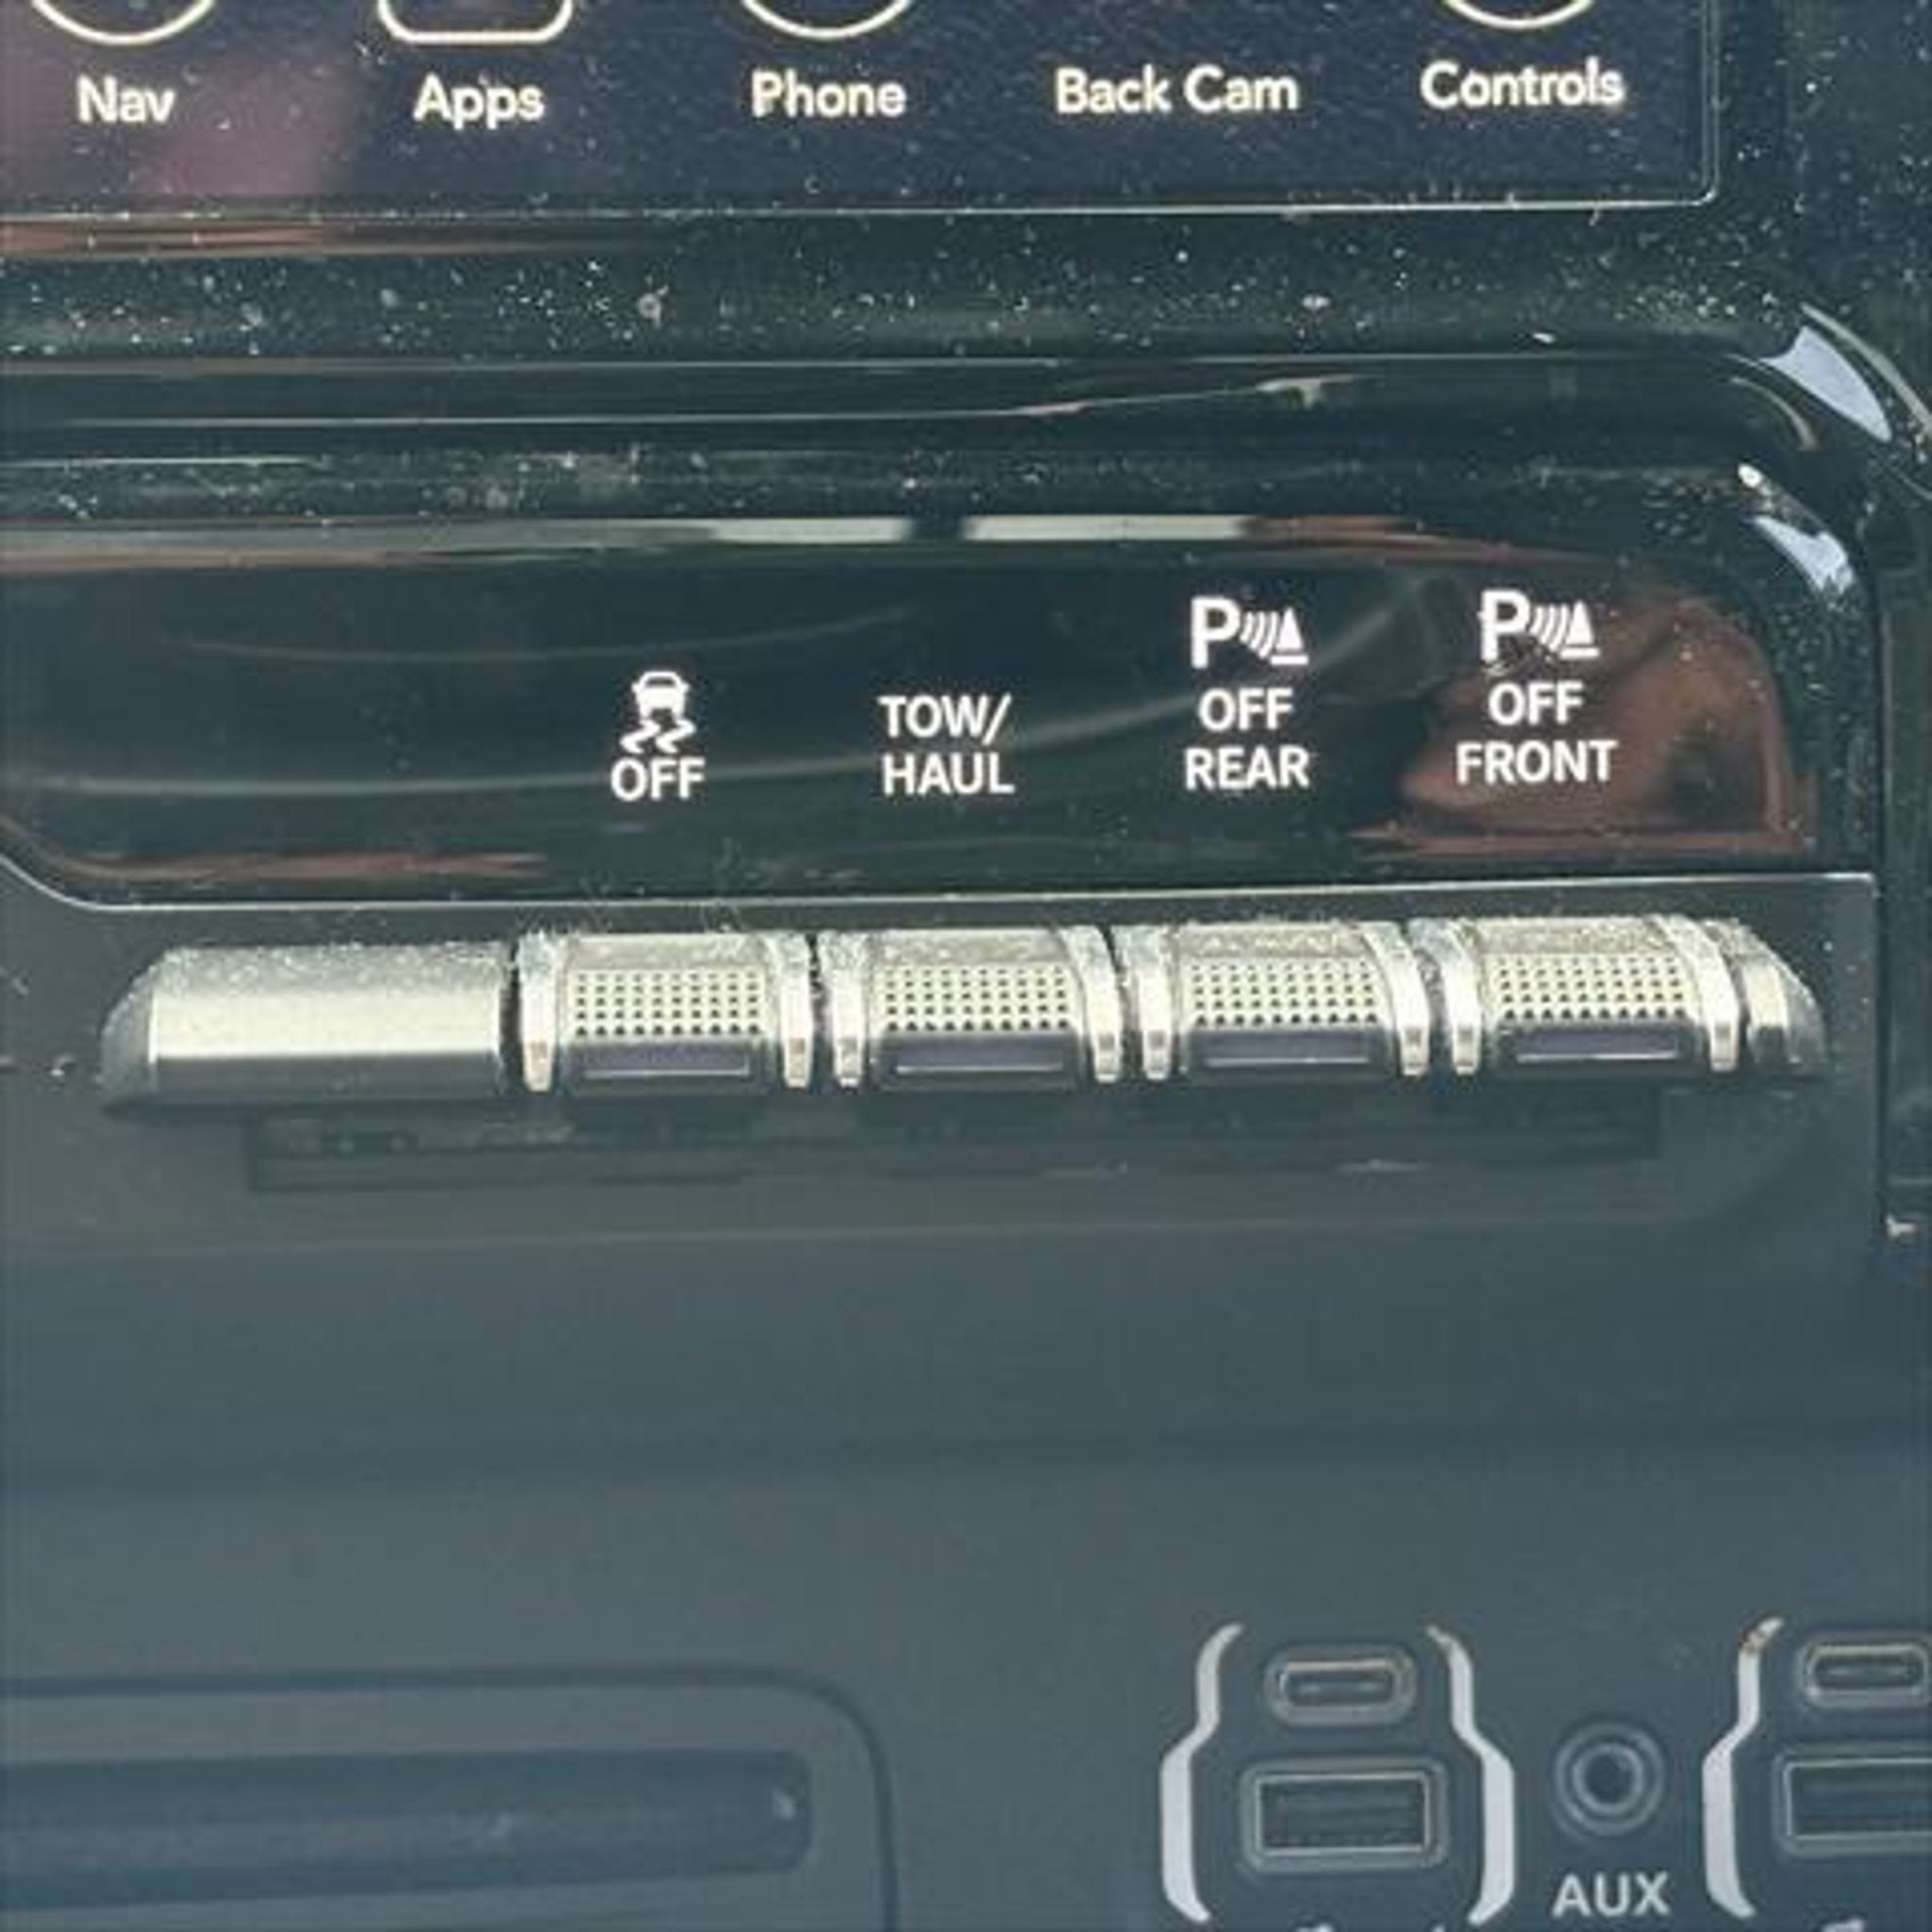 Nav Apps Phone Back Cam Controls
OFF
TOW/
HAUL
P
OFF
REAR
P
OFF
FRONT
AUX